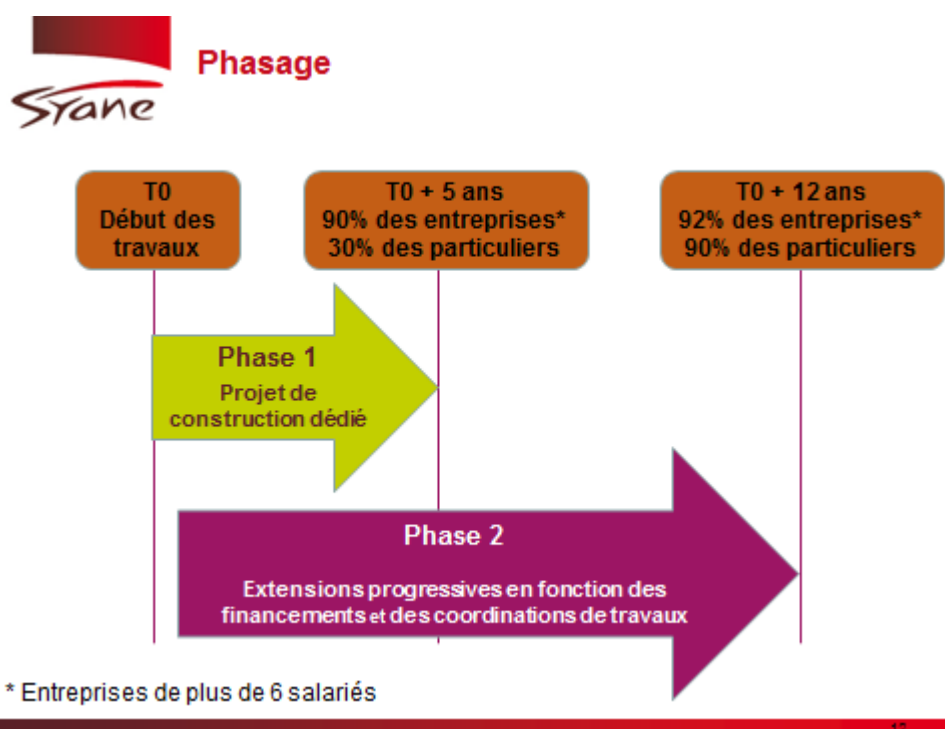 Syane
Phasage
T0
Début des
travaux
T0 + 5 ans
90% des entreprises*
30% des particuliers
T0 + 12 ans
92% des entreprises*
90% des particuliers
Phase 1
Projet de
construction dédié
Phase 2
Extensions progressives en fonction des
financements et des coordinations de travaux
* Entreprises de plus de 6 salariés